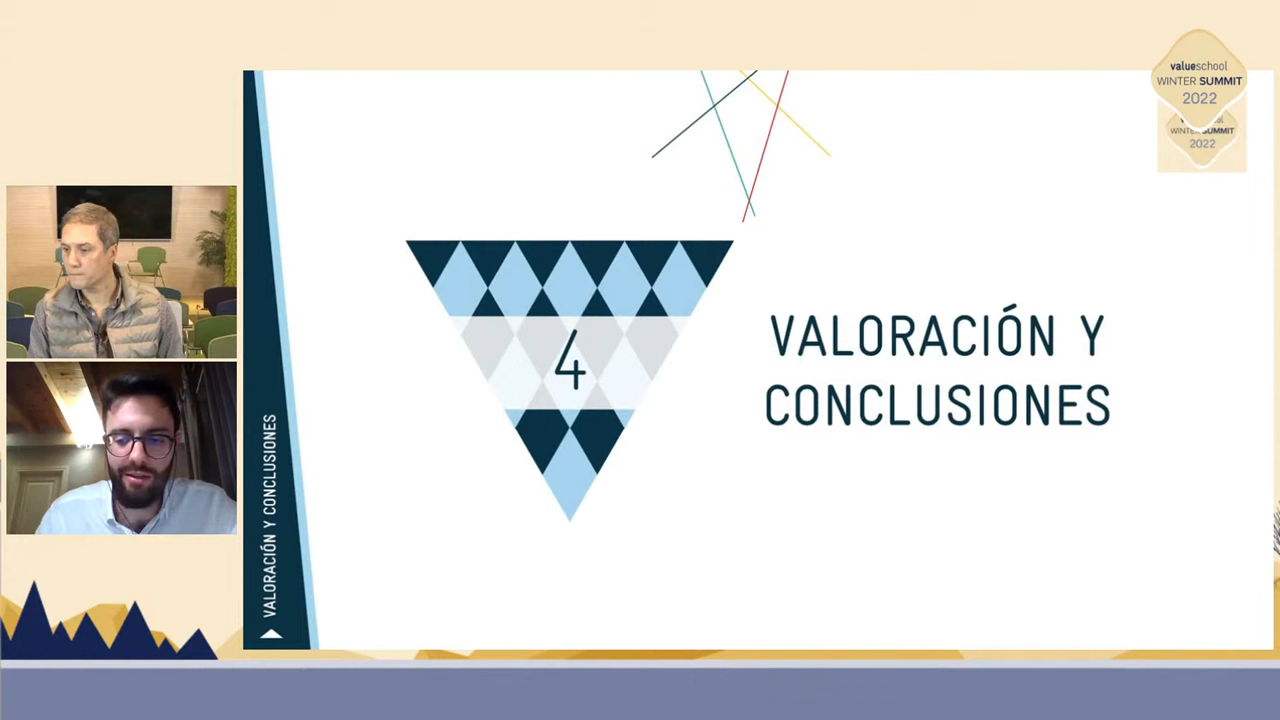 valueschool
WINTER SUMMIT
2022
WINTER SUMMIT
2022
4
VALORACIÓN Y
CONCLUSIONES
VALORACIÓN Y CONCLUSIONES